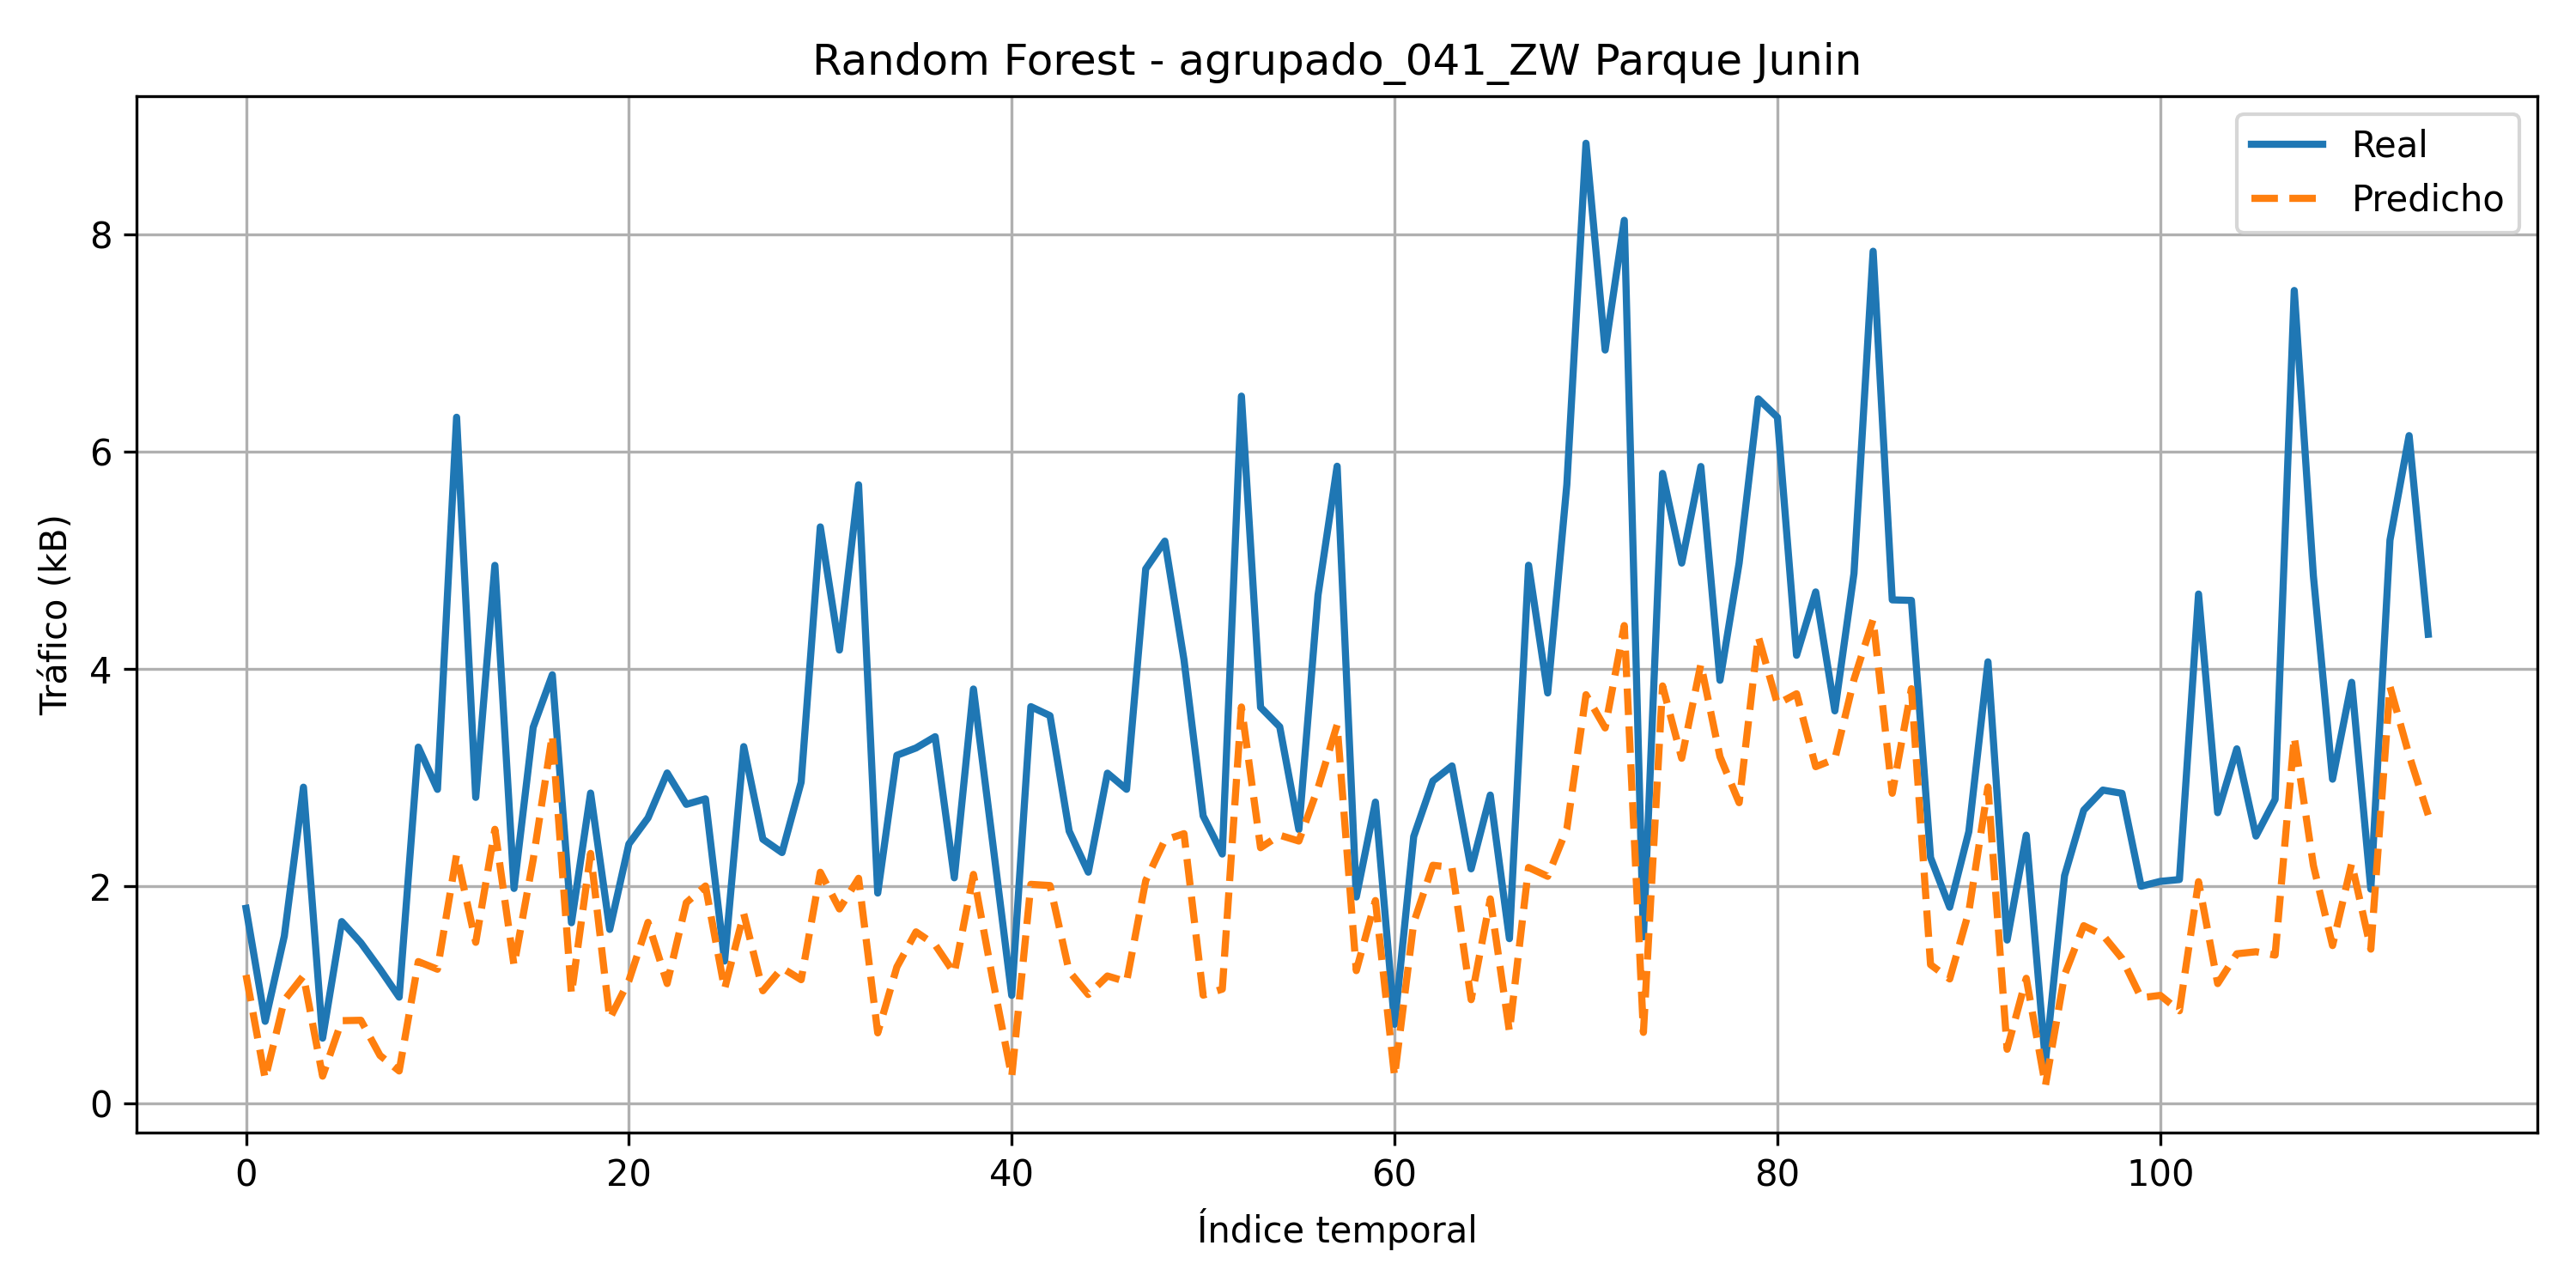 Random Forest - agrupado_041_ZW Parque Junin
Real
Predicho
Tráfico (kB)
8
6
4
2
0
0 20 40 60 80 100
Índice temporal